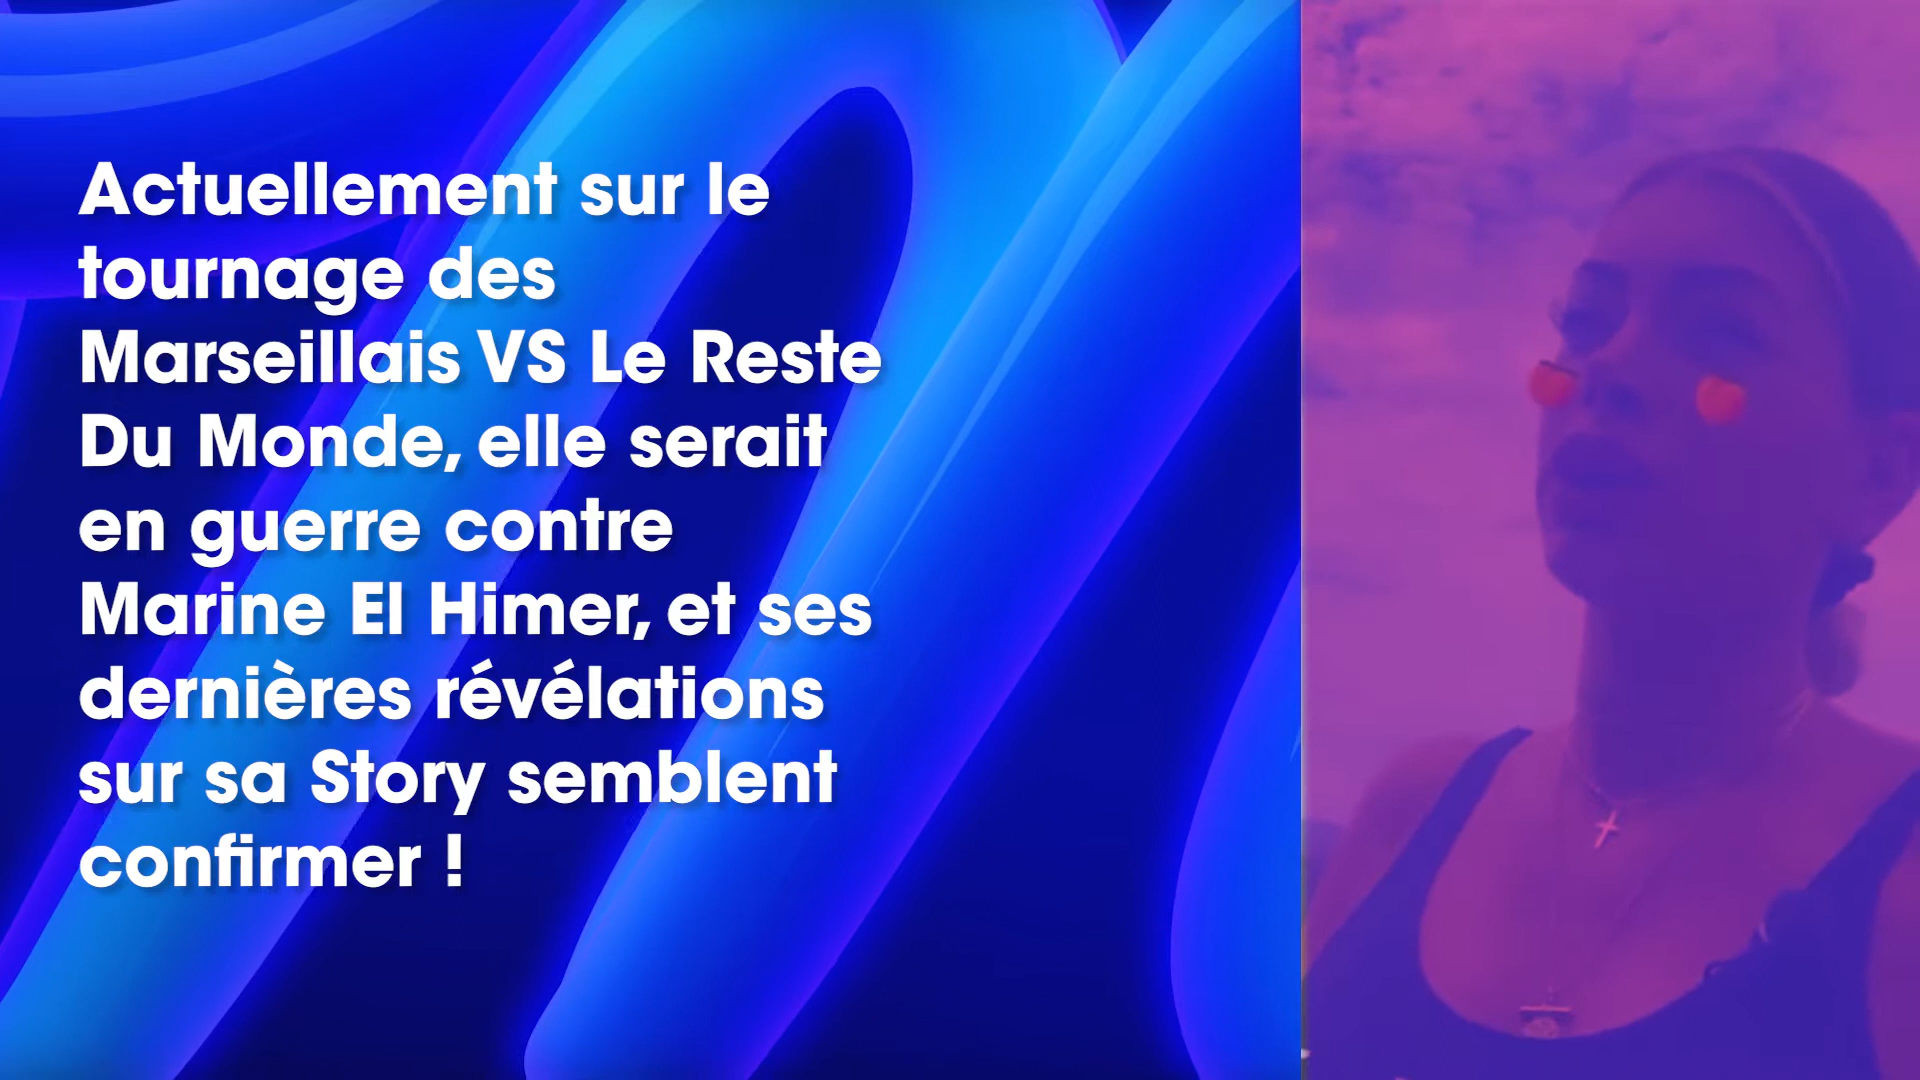 Actuellement sur le
tournage des
Marseillais VS Le Reste
Du Monde, elle serait
en guerre contre
Marine El Himer, et ses
dernières révélations
sur sa Story semblent
confirmer !